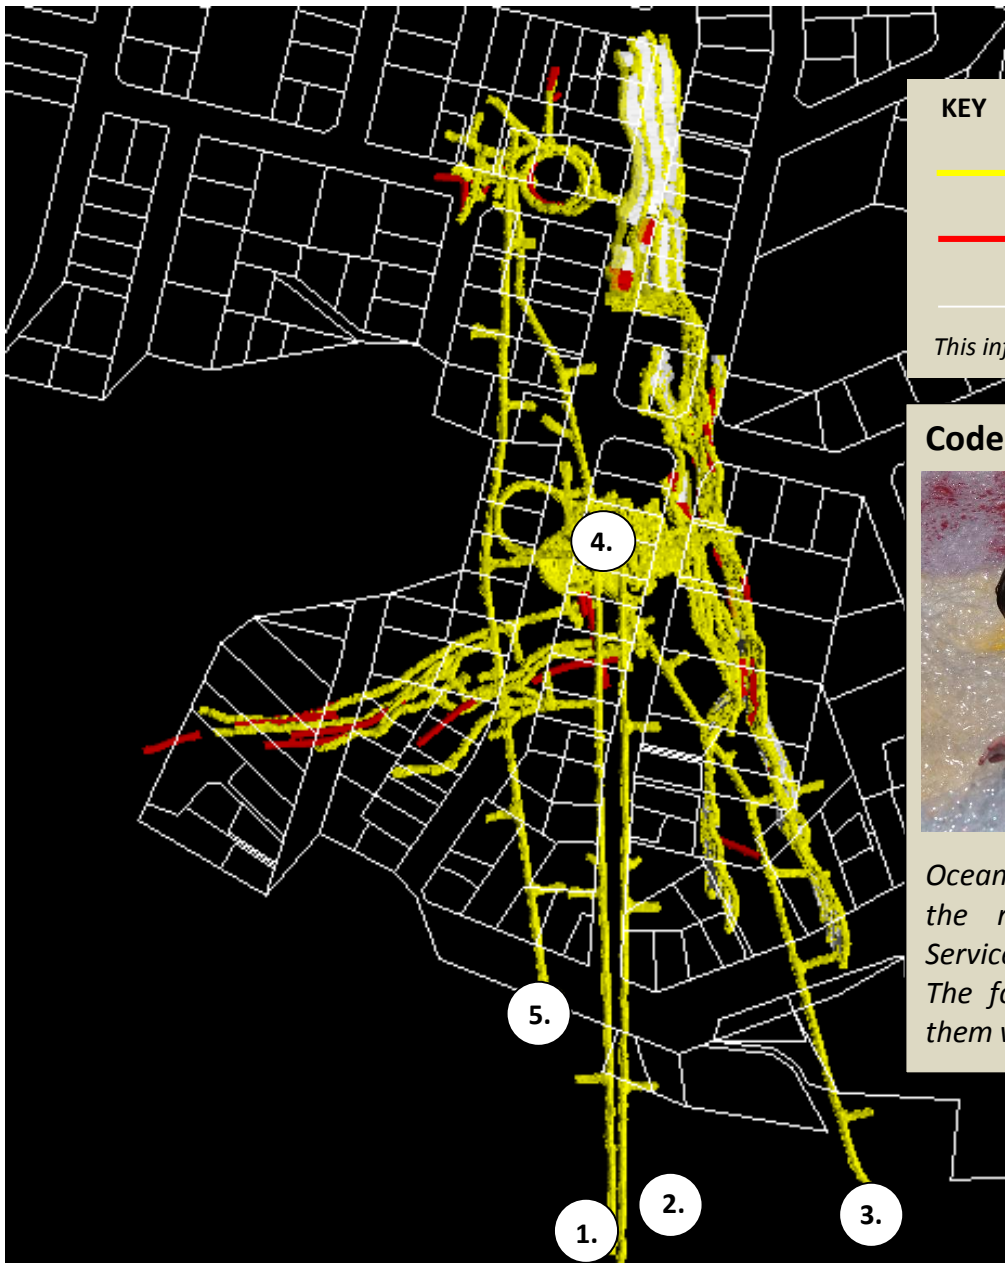 KEY
This inf
Code
Ocean
the r
Servic
The fo
them v
4.
5.
2.
1.
3.